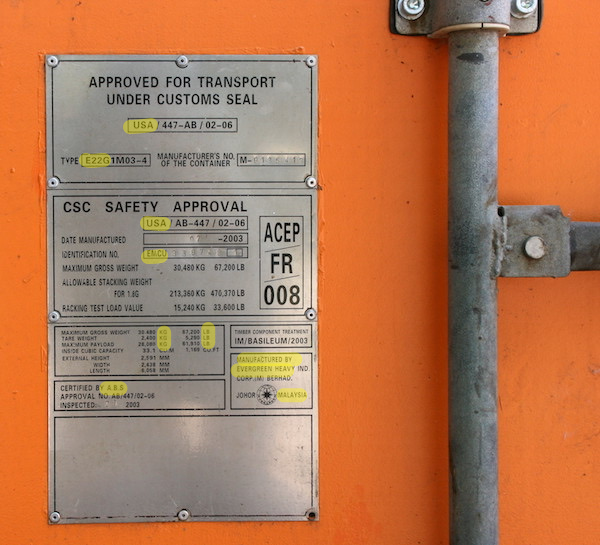 APPROVED FOR TRANSPORT
UNDER CUSTOMS SEAL
USA / 447-AB / 02-06
TYPE E22G1M03-4 MANUFACTURER'S NO. OF THE CONTAINER M-
CSC SAFETY APPROVAL
USA / AB-447 / 02-06
DATE MANUFACTURED -2003
IDENTIFICATION NO. EMCU
MAXIMUM GROSS WEIGHT 30,480 KG 67,200 LB
ALLOWABLE STACKING WEIGHT
FOR 1.8G 213,360 KG 470,370 LB
RACKING TEST LOAD VALUE 15,240 KG 33,600 LB
ACEP
FR
008
MAXIMUM GROSS WEIGHT 30,480 KG 67,200 LB
TARE WEIGHT 2,400 KG 5,290 LB
MAXIMUM PAYLOAD 28,080 KG 61,910 LB
INSIDE CUBIC CAPACITY 33.1 CU.M 1,169 CU.FT
EXTERNAL HEIGHT 2,591 MM
WIDTH 2,438 MM
LENGTH 6,058 MM
TIMBER COMPONENT TREATMENT
IM/BASILEUM/2003
MANUFACTURED BY
EVERGREEN HEAVY IND.
CORP.(M) BERHAD.
JOHOR MALAYSIA
CERTIFIED BY A.B.S
APPROVAL NO. AB/447/02-06
INSPECTED: 2003